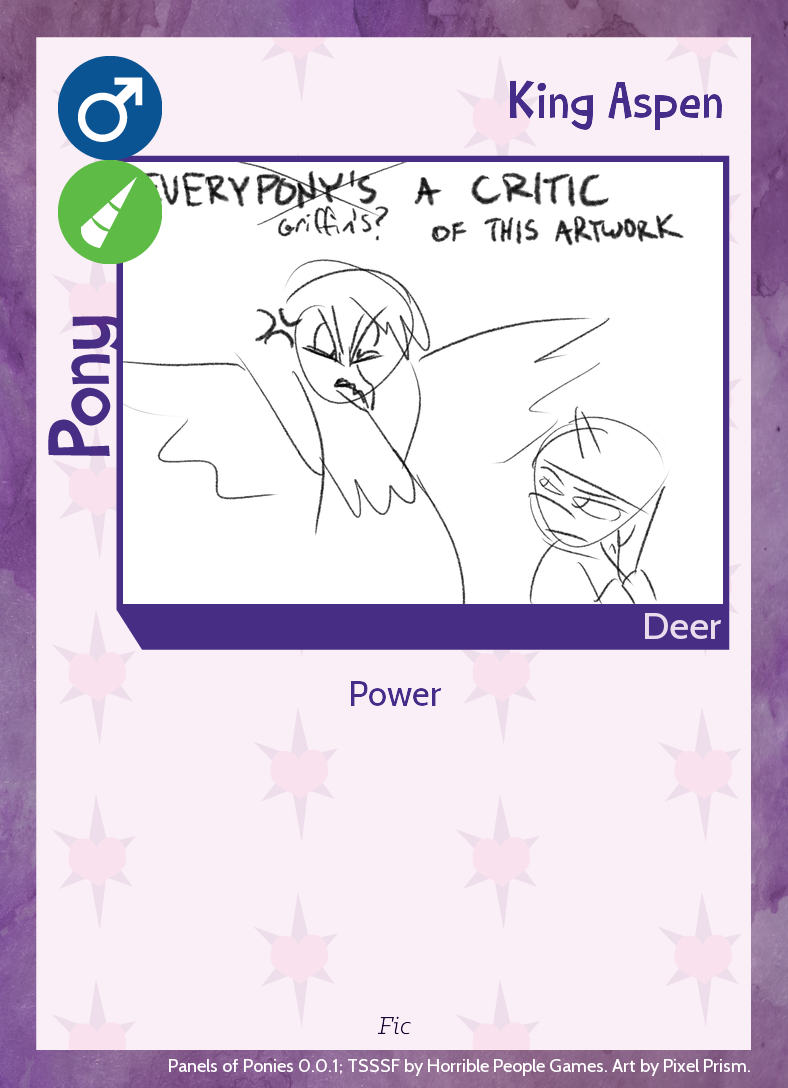 King Aspen
EVERYPONY'S A CRITIC
Griffin's? OF THIS ARTWORK
Pony
Deer
Power
Fic
Panels of Ponies 0.0.1; TSSSF by Horrible People Games. Art by Pixel Prism.